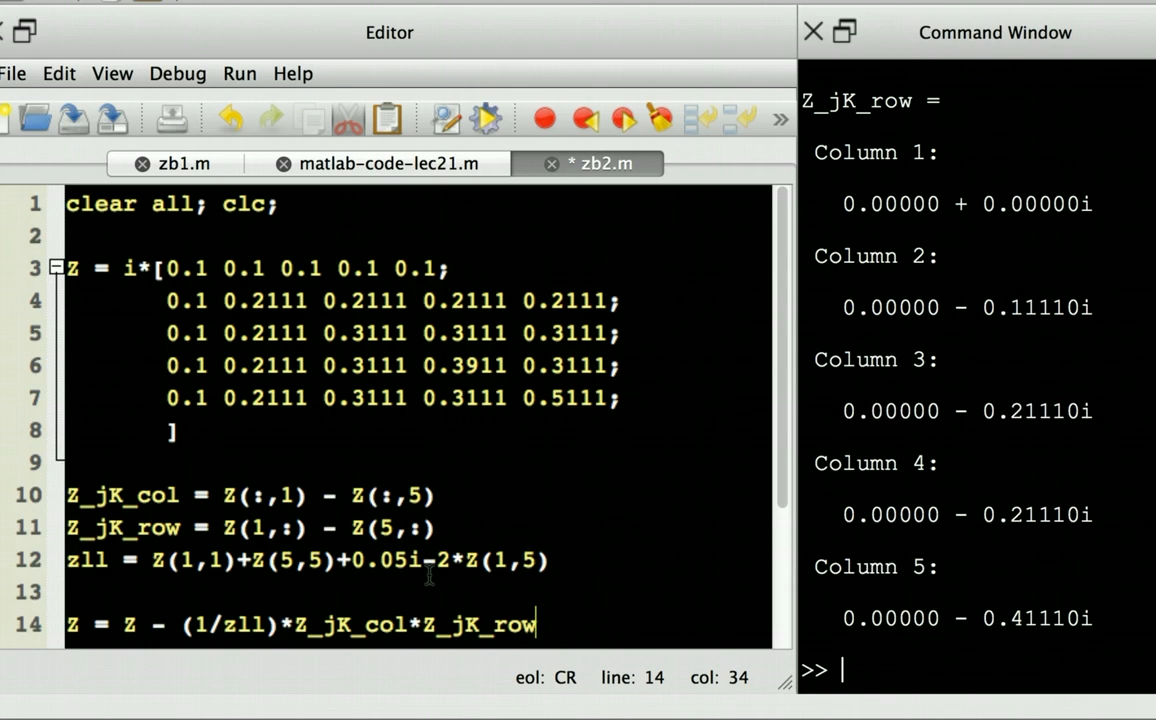 Editor
File Edit View Debug Run Help
zb1.m matlab-code-lec21.m * zb2.m
1 clear all; clc;
2
3 Z = i*[0.1 0.1 0.1 0.1 0.1;
4 0.1 0.2111 0.2111 0.2111 0.2111;
5 0.1 0.2111 0.3111 0.3111 0.3111;
6 0.1 0.2111 0.3111 0.3911 0.3111;
7 0.1 0.2111 0.3111 0.3111 0.5111;
8 ]
9
10 Z_jK_col = Z(:,1) - Z(:,5)
11 Z_jK_row = Z(1,:) - Z(5,:)
12 zll = Z(1,1)+Z(5,5)+0.05i-2*Z(1,5)
13
14 Z = Z - (1/zll)*Z_jK_col*Z_jK_row
eol: CR line: 14 col: 34
Command Window
Z_jK_row =
Column 1:
0.00000 + 0.00000i
Column 2:
0.00000 - 0.11110i
Column 3:
0.00000 - 0.21110i
Column 4:
0.00000 - 0.21110i
Column 5:
0.00000 - 0.41110i
>>